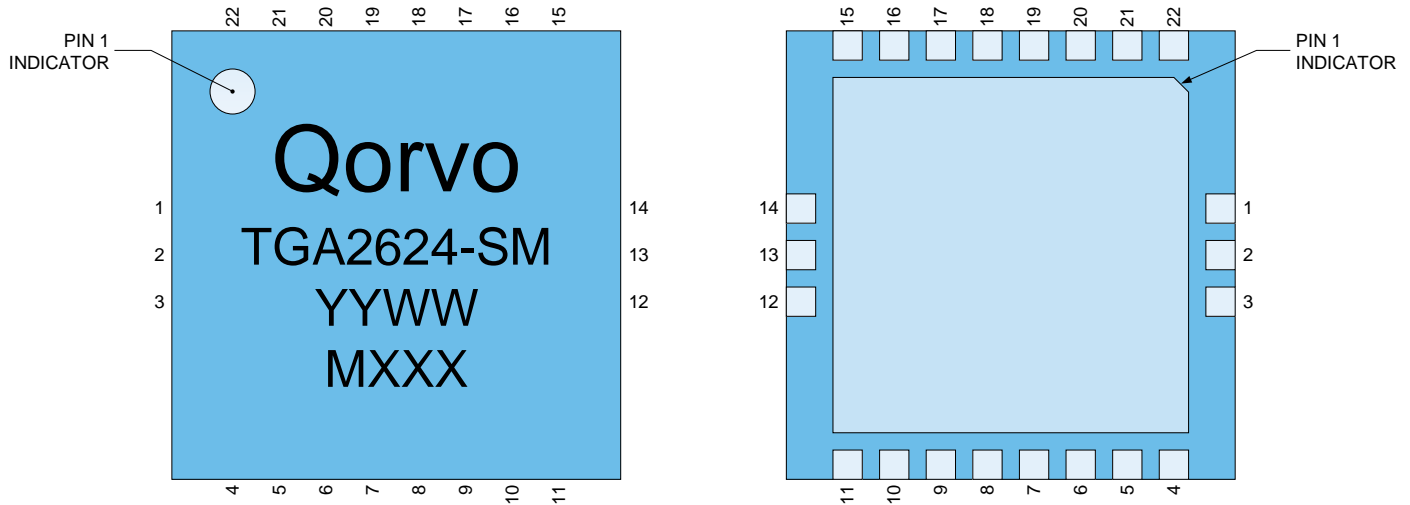 22 21 20 19 18 17 16 15
15 16 17 18 19 20 21 22
PIN 1
INDICATOR
PIN 1
INDICATOR
Qorvo
TGA2624-SM
YYWW
MXXX
1
2
3
14
13
12
14
13
12
1
2
3
4 5 6 7 8 9 10 11
11 10 9 8 7 6 5 4